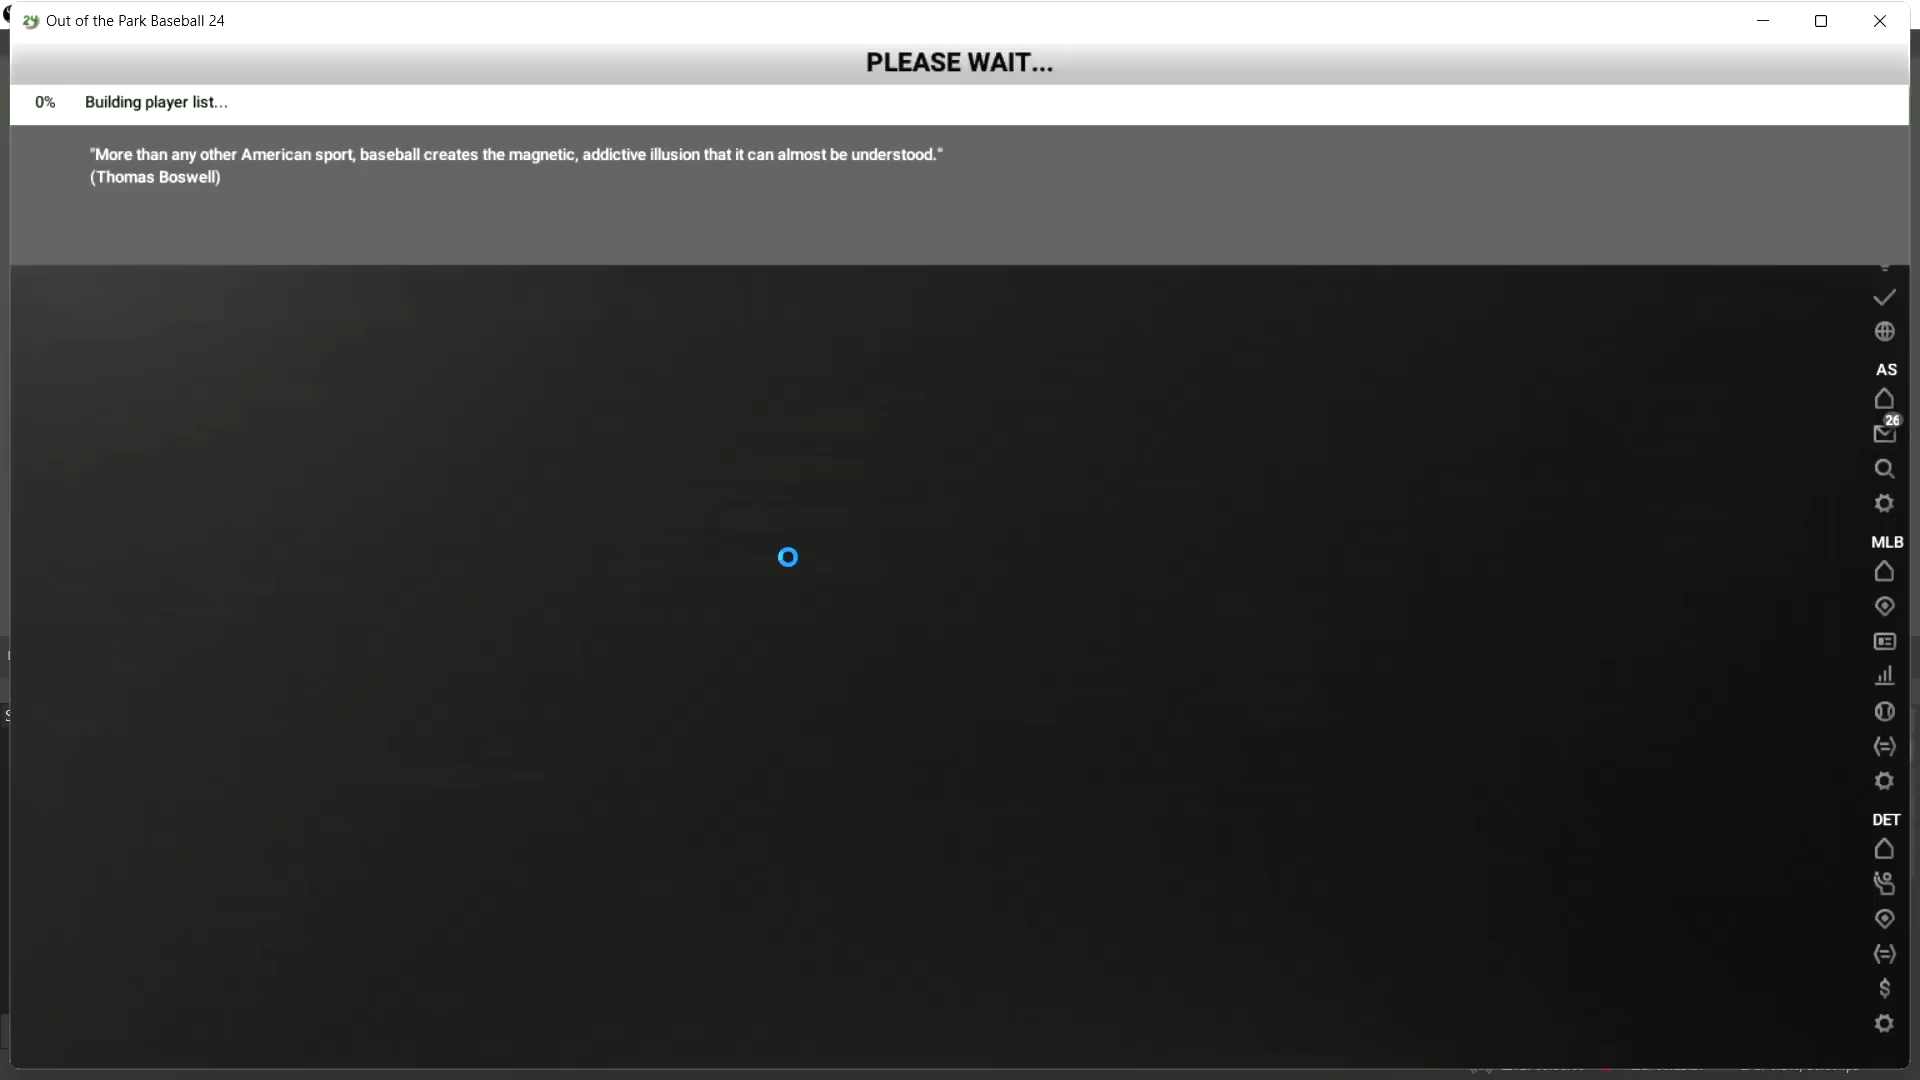 Out of the Park Baseball 24
PLEASE WAIT...
0% Building player list...
"More than any other American sport, baseball creates the magnetic, addictive illusion that it can almost be understood."
(Thomas Boswell)
AS
26
MLB
DET